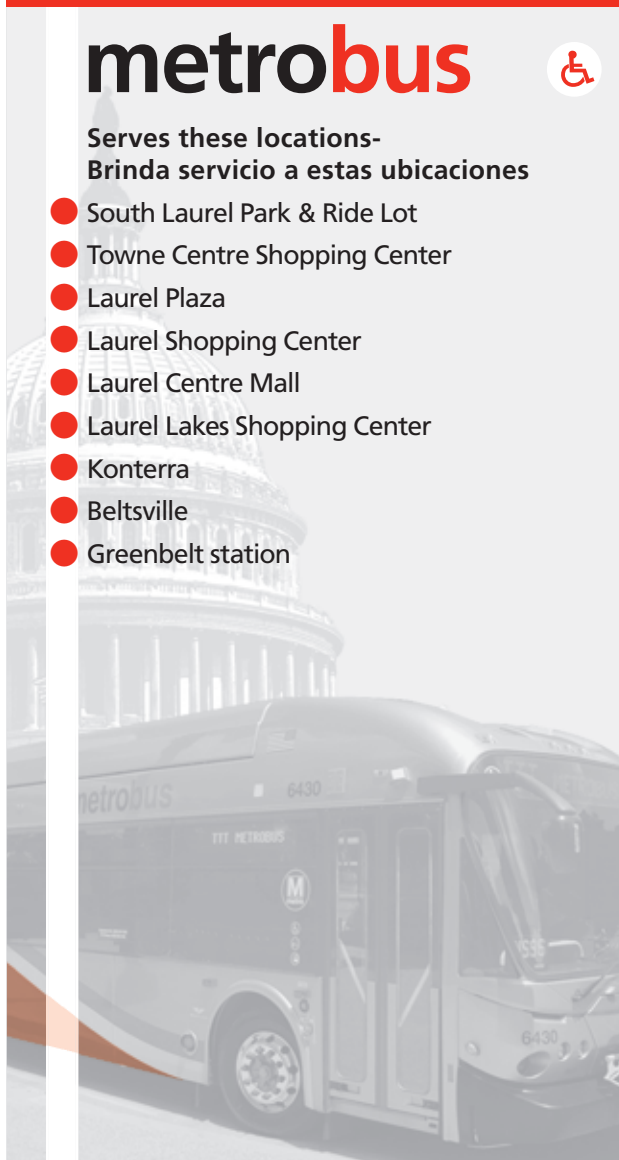 metrobus
Serves these locations-
Brinda servicio a estas ubicaciones
South Laurel Park & Ride Lot
Towne Centre Shopping Center
Laurel Plaza
Laurel Shopping Center
Laurel Centre Mall
Laurel Lakes Shopping Center
Konterra
Beltsville
Greenbelt station
metrobus
6430
TYT METROBUS
M
6430